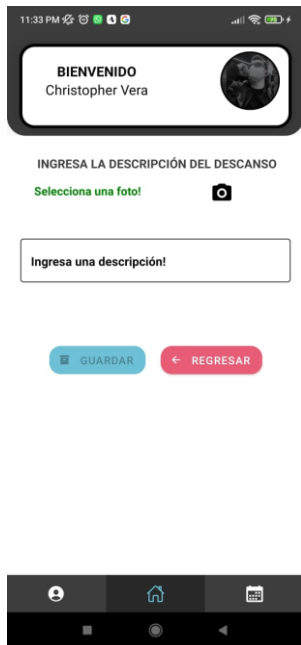 11:33 PM
BIENVENIDO
Christopher Vera
INGRESA LA DESCRIPCIÓN DEL DESCANSO
Selecciona una foto!
Ingresa una descripción!
GUARDAR
REGRESAR